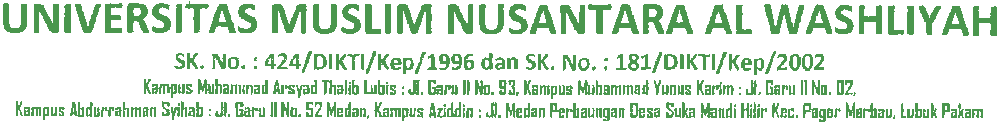 UNIVERSITAS MUSLIM NUSANTARA AL WASHLIYAH
SK. No. : 424/DIKTI/Kep/1996 dan SK. No. : 181/DIKTI/Kep/2002
Kampus Muhammad Arsyad Thalib Lubis : Jl. Garu II No. 93, Kampus Muhammad Yunus Karim : Jl. Garu II No. 02,
Kampus Abdurrahman Syihab : Jl. Garu II No. 52 Medan, Kampus Aziddin : Jl. Medan Perbaungan Desa Suka Mandi Hilir Kec. Pagar Merbau, Lubuk Pakam